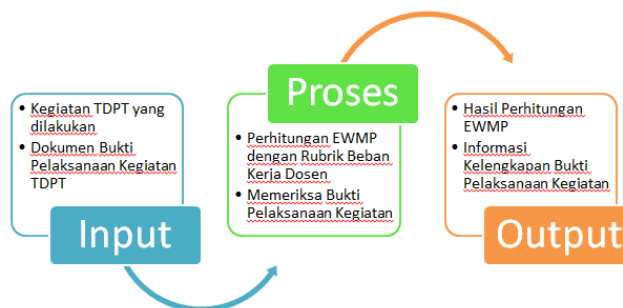 • Kegiatan TDPT yang
dilakukan
• Dokumen Bukti
Pelaksanaan Kegiatan
TDPT
Input
Proses
• Perhitungan EWMP
dengan Rubrik Beban
Kerja Dosen
• Memeriksa Bukti
Pelaksanaan Kegiatan
• Hasil Perhitungan
EWMP
• Informasi
Kelengkapan Bukti
Pelaksanaan Kegiatan
Output